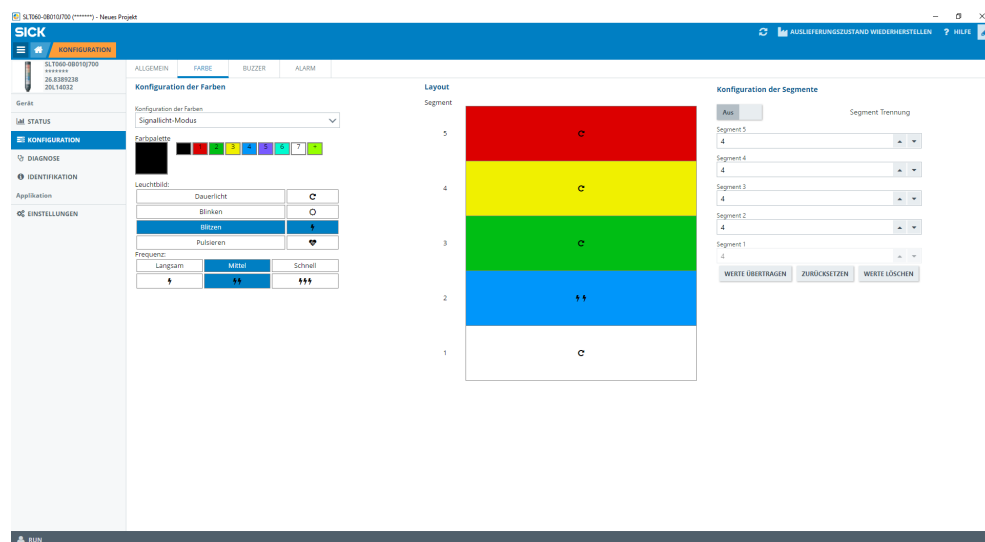 SLT060-0B010J700 (*******) - Neues Projekt
SICK
AUSLIEFERUNGSZUSTAND WIEDERHERSTELLEN
? HILFE
KONFIGURATION
SLT060-0B010J700
*******
26.8389238
20L14032
Gerät
STATUS
KONFIGURATION
DIAGNOSE
IDENTIFIKATION
Applikation
EINSTELLUNGEN
ALLGEMEIN FARBE BUZZER ALARM
Konfiguration der Farben
Konfiguration der Farben
Signallicht-Modus
Farbpalette
1 2 3 4 5 6 7 +
Leuchtbild:
Dauerlicht
Blinken
Blitzen
Pulsieren
Frequenz:
Langsam Mittel Schnell
Layout
Segment
5
4
3
2
1
Konfiguration der Segmente
Aus
Segment Trennung
Segment 5
4
Segment 4
4
Segment 3
4
Segment 2
4
Segment 1
4
WERTE ÜBERTRAGEN ZURÜCKSETZEN WERTE LÖSCHEN
RUN